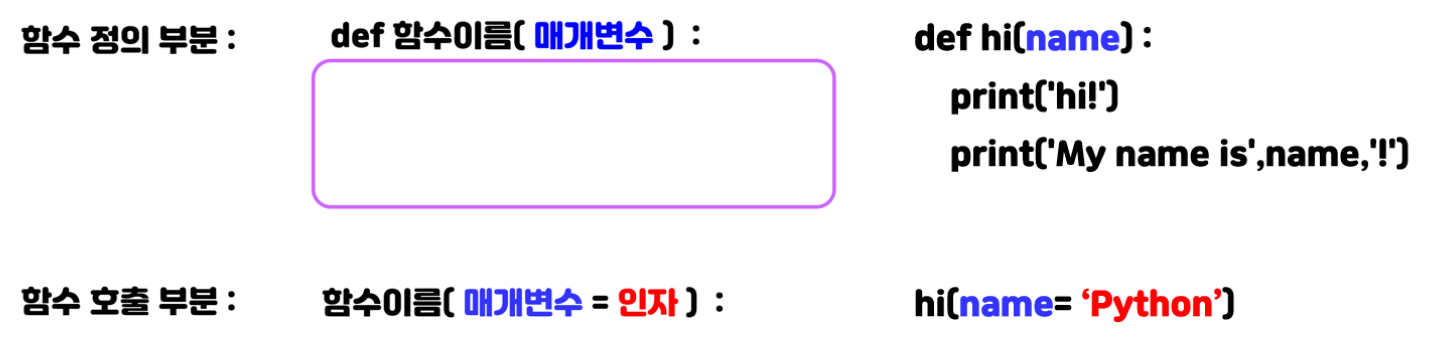 함수 정의 부분 : def 함수이름( 매개변수 ) : def hi(name) :
print('hi!')
print('My name is',name,'!')
함수 호출 부분 : 함수이름( 매개변수 = 인자 ) : hi(name= ‘Python’)